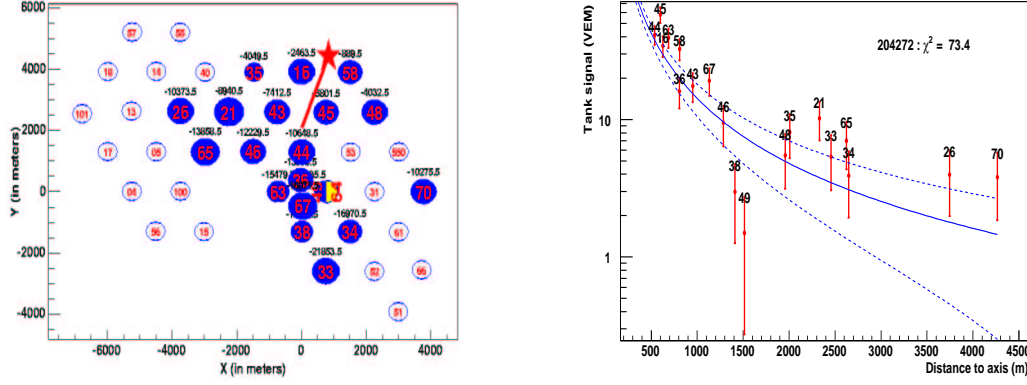 4000
2000
0
-2000
-4000
Y (in meters)
-6000 -4000 -2000 0 2000 4000
X (in meters)
57 55
-4049.5 -2463.5 -889.5
18 14 40 35 16 58
-10373.5 -8940.5 -7412.5 -5801.5 -4032.5
101 13 26 21 43 45 48
-13858.5 -12229.5 -10648.5
17 05 65 46 44 53
-10275.5
04 100 63 31 70
67
-16970.5
56 15 38 34 61
-21853.5
33 52 66
51
Tank signal (VEM)
10
1
204272 : χ² = 73.4
45
44 16 63 58
36 43 67
46 38 49
48 35 21 33 65 34
26 70
500 1000 1500 2000 2500 3000 3500 4000 4500
Distance to axis (m)